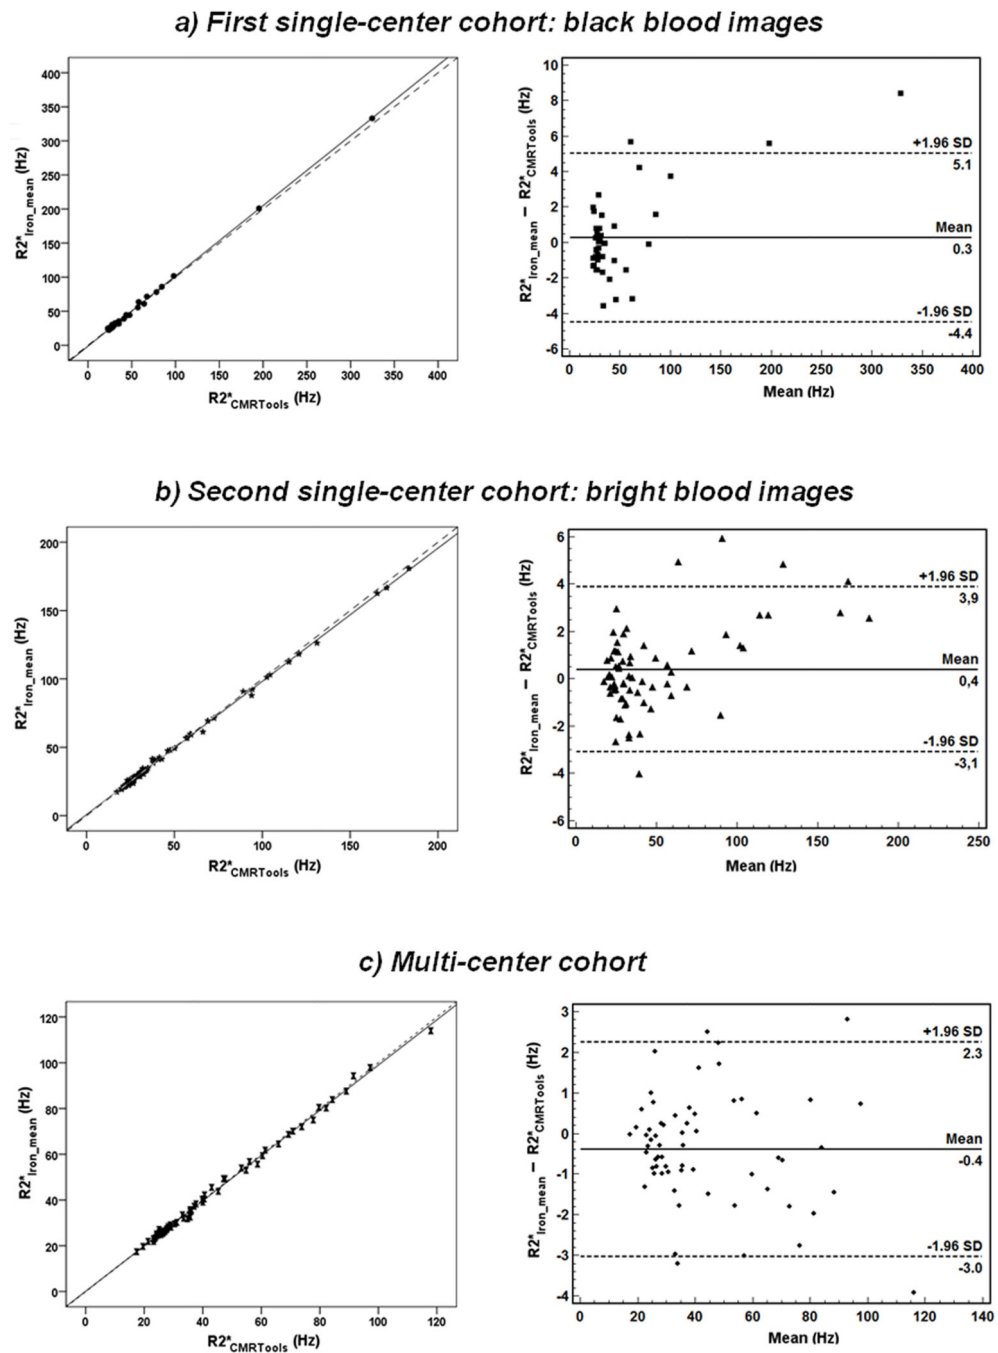 a) First single-center cohort: black blood images
R2*Iron_mean (Hz)
400
350
300
250
200
150
100
50
0
0 50 100 150 200 250 300 350 400
R2*CMRTools (Hz)
R2*Iron_mean – R2*CMRTools (Hz)
10
8
6
4
2
0
-2
-4
-6
+1.96 SD
5.1
Mean
0.3
-1.96 SD
-4.4
0 50 100 150 200 250 300 350 400
Mean (Hz)
b) Second single-center cohort: bright blood images
R2*Iron_mean (Hz)
200
150
100
50
0
0 50 100 150 200
R2*CMRTools (Hz)
R2*Iron_mean – R2*CMRTools (Hz)
6
4
2
0
-2
-4
-6
+1.96 SD
3,9
Mean
0,4
-1.96 SD
-3,1
0 50 100 150 200 250
Mean (Hz)
c) Multi-center cohort
R2*Iron_mean (Hz)
120
100
80
60
40
20
0
0 20 40 60 80 100 120
R2*CMRTools (Hz)
R2*Iron_mean – R2*CMRTools (Hz)
3
2
1
0
-1
-2
-3
-4
+1.96 SD
2.3
Mean
-0.4
-1.96 SD
-3.0
0 20 40 60 80 100 120 140
Mean (Hz)